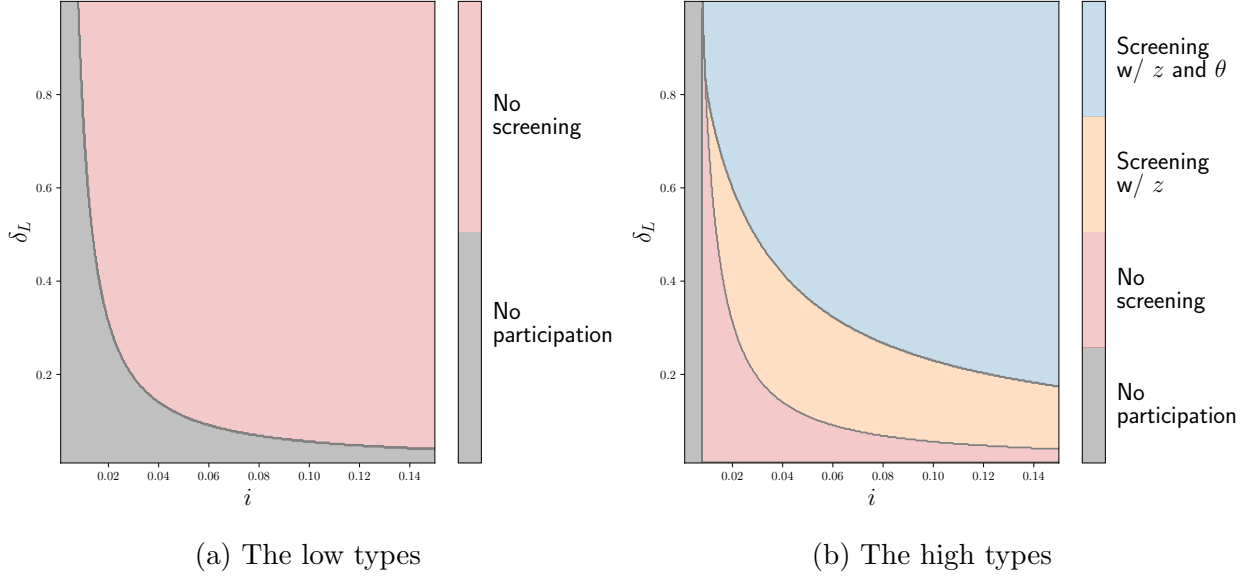 0.8
0.6
0.4
0.2
δ_L
0.02 0.04 0.06 0.08 0.10 0.12 0.14
i
No
screening
No
participation
(a) The low types
0.8
0.6
0.4
0.2
δ_L
0.02 0.04 0.06 0.08 0.10 0.12 0.14
i
Screening
w/ z and θ
Screening
w/ z
No
screening
No
participation
(b) The high types